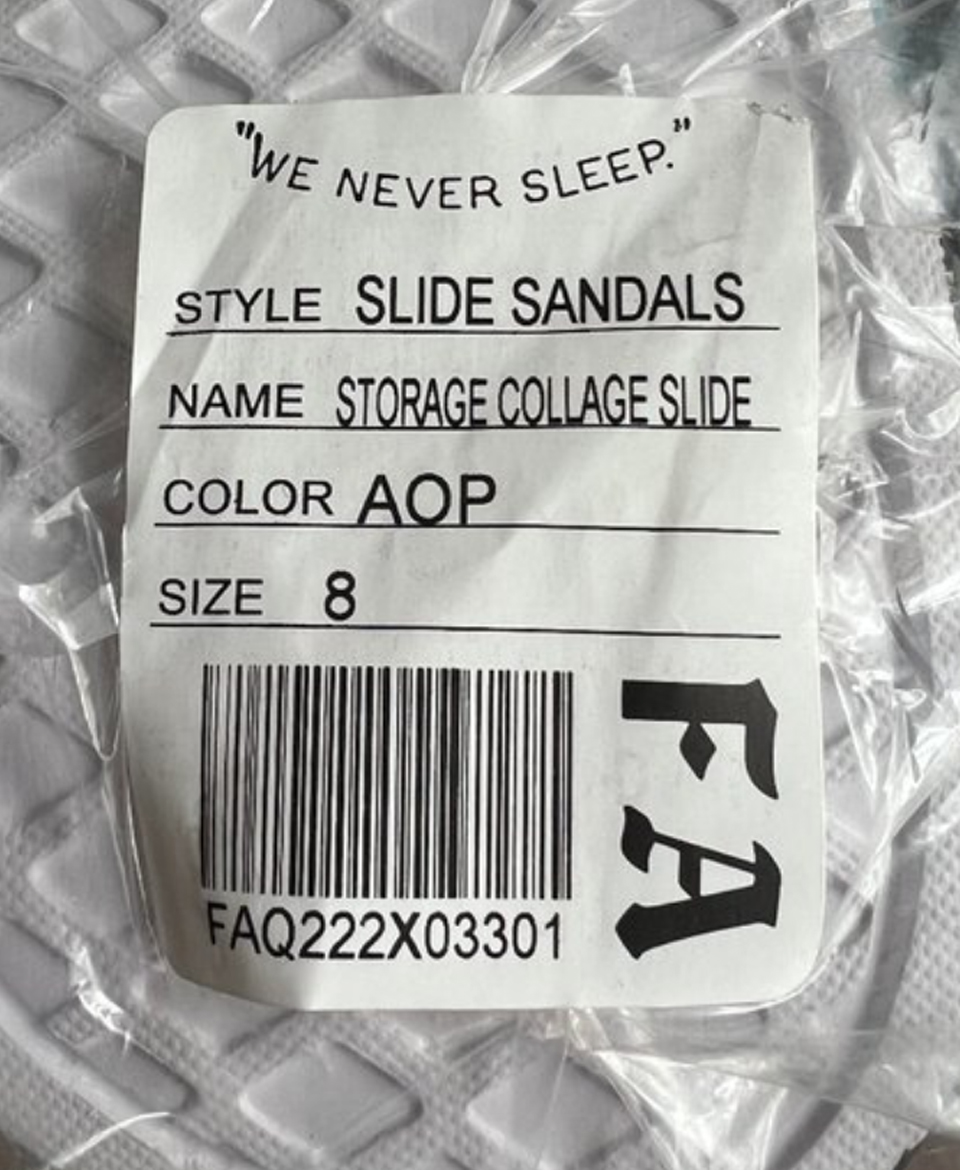 "WE NEVER SLEEP."
STYLE SLIDE SANDALS
NAME STORAGE COLLAGE SLIDE
COLOR AOP
SIZE 8
FA
FAQ222X03301